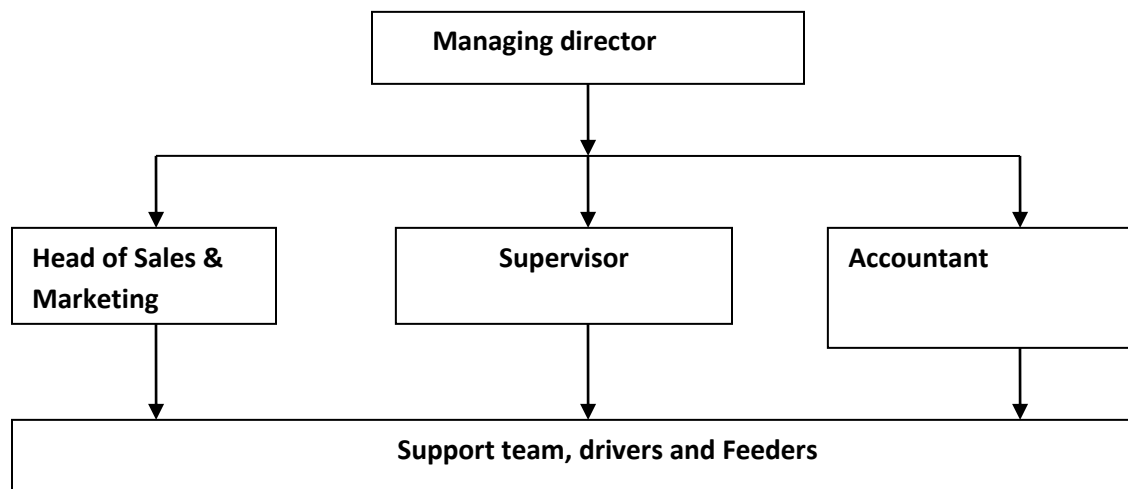 Managing director
Head of Sales &
Marketing
Supervisor
Accountant
Support team, drivers and Feeders